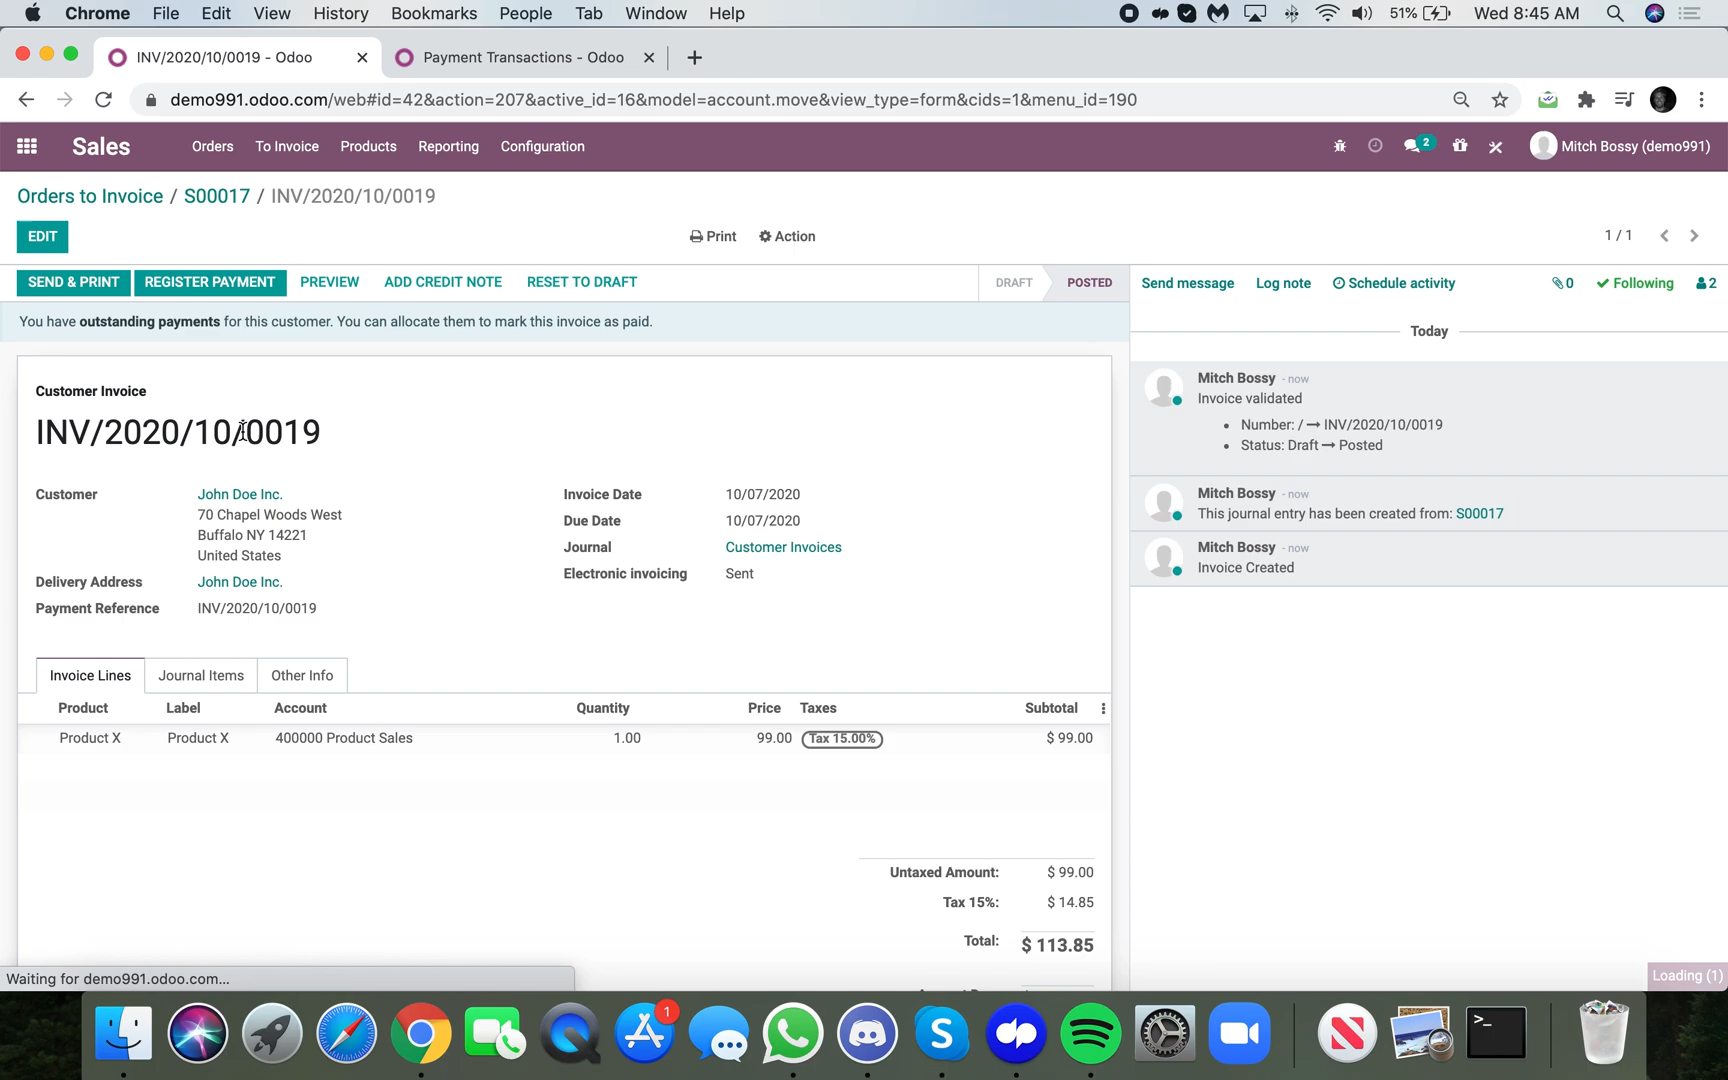 Chrome File Edit View History Bookmarks People Tab Window Help 51% Wed 8:45 AM
INV/2020/10/0019 - Odoo Payment Transactions - Odoo
demo991.odoo.com/web#id=42&action=207&active_id=16&model=account.move&view_type=form&cids=1&menu_id=190
Sales Orders To Invoice Products Reporting Configuration 2 Mitch Bossy (demo991)
Orders to Invoice / S00017 / INV/2020/10/0019
EDIT Print Action 1 / 1
SEND & PRINT REGISTER PAYMENT PREVIEW ADD CREDIT NOTE RESET TO DRAFT DRAFT POSTED Send message Log note Schedule activity 0 Following 2
You have outstanding payments for this customer. You can allocate them to mark this invoice as paid.
Today
Customer Invoice
INV/2020/10/0019
Customer John Doe Inc.
70 Chapel Woods West
Buffalo NY 14221
United States
Delivery Address John Doe Inc.
Payment Reference INV/2020/10/0019
Invoice Date 10/07/2020
Due Date 10/07/2020
Journal Customer Invoices
Electronic invoicing Sent
Mitch Bossy - now
Invoice validated
• Number: / → INV/2020/10/0019
• Status: Draft → Posted
Mitch Bossy - now
This journal entry has been created from: S00017
Mitch Bossy - now
Invoice Created
Invoice Lines Journal Items Other Info
Product Label Account Quantity Price Taxes Subtotal
Product X Product X 400000 Product Sales 1.00 99.00 Tax 15.00% $ 99.00
Untaxed Amount: $ 99.00
Tax 15%: $ 14.85
Total: $ 113.85
Waiting for demo991.odoo.com...
Loading (1)
1
S
>_